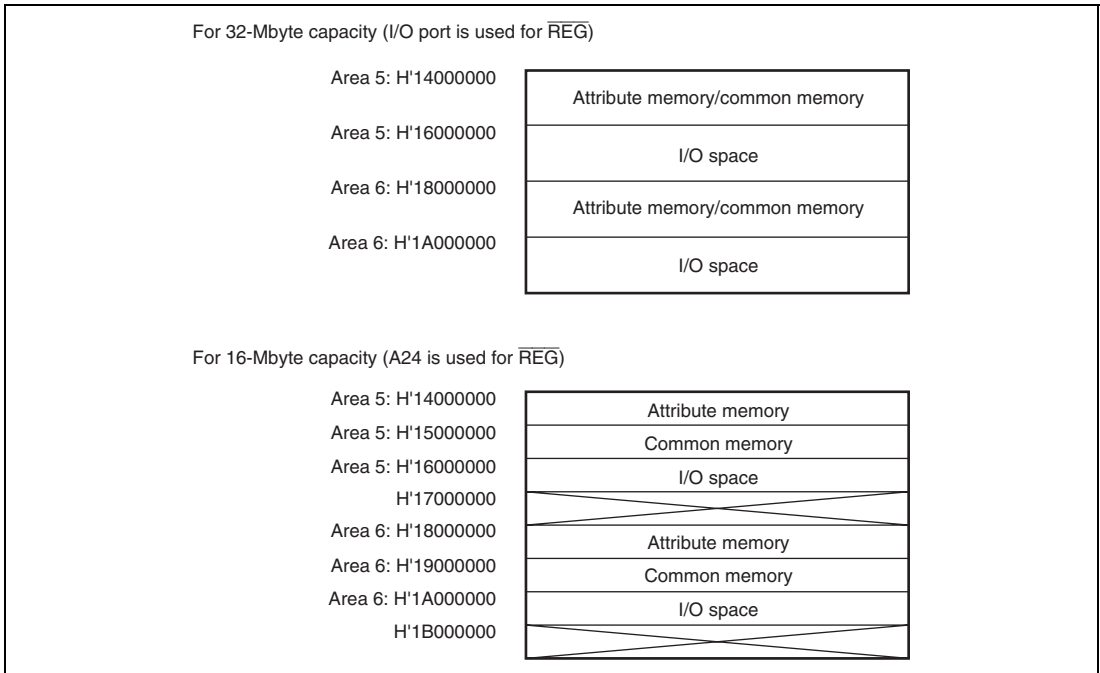 For 32-Mbyte capacity (I/O port is used for R̅E̅G̅)
Area 5: H'14000000
Attribute memory/common memory
Area 5: H'16000000
I/O space
Area 6: H'18000000
Attribute memory/common memory
Area 6: H'1A000000
I/O space
For 16-Mbyte capacity (A24 is used for R̅E̅G̅)
Area 5: H'14000000
Attribute memory
Area 5: H'15000000
Common memory
Area 5: H'16000000
I/O space
H'17000000
Area 6: H'18000000
Attribute memory
Area 6: H'19000000
Common memory
Area 6: H'1A000000
I/O space
H'1B000000